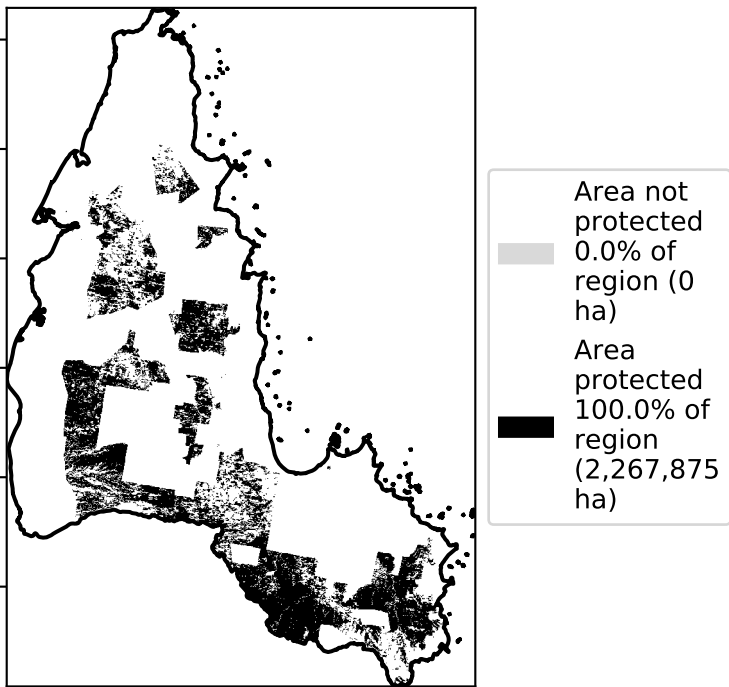 Area not
protected
0.0% of
region (0
ha)
Area
protected
100.0% of
region
(2,267,875
ha)